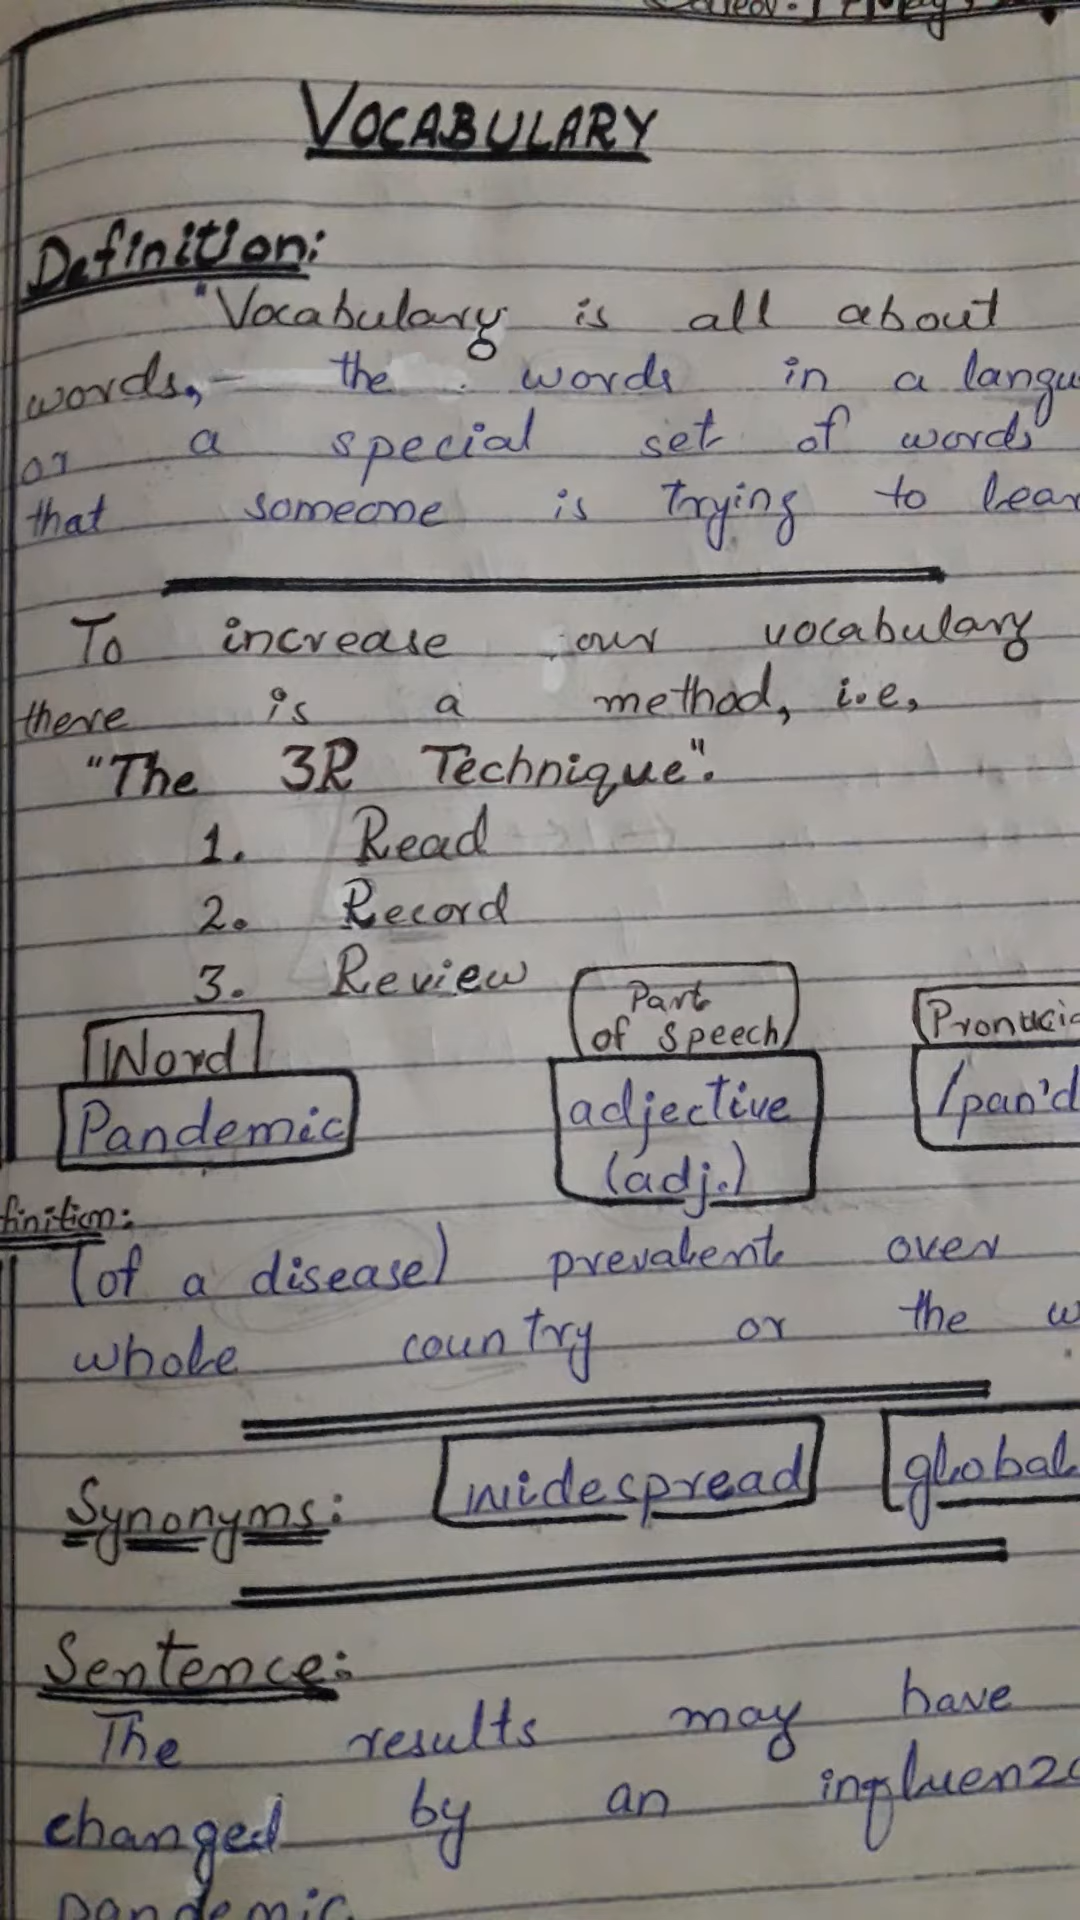 VOCABULARY
Definition:
"Vocabulary is all about
words, – the words in a langu
or a special set of words
that someone is trying to lear
To increase our vocabulary
there is a method, i.e,
"The 3R Technique".
1. Read
2. Record
3. Review
Word Part of speech Pronucia
Pandemic adjective (adj.) /pan'd
finition:
(of a disease) prevalent over
whole country or the w
Synonyms: widespread global
Sentence:
The results may have
changed by an influenza
pandemic